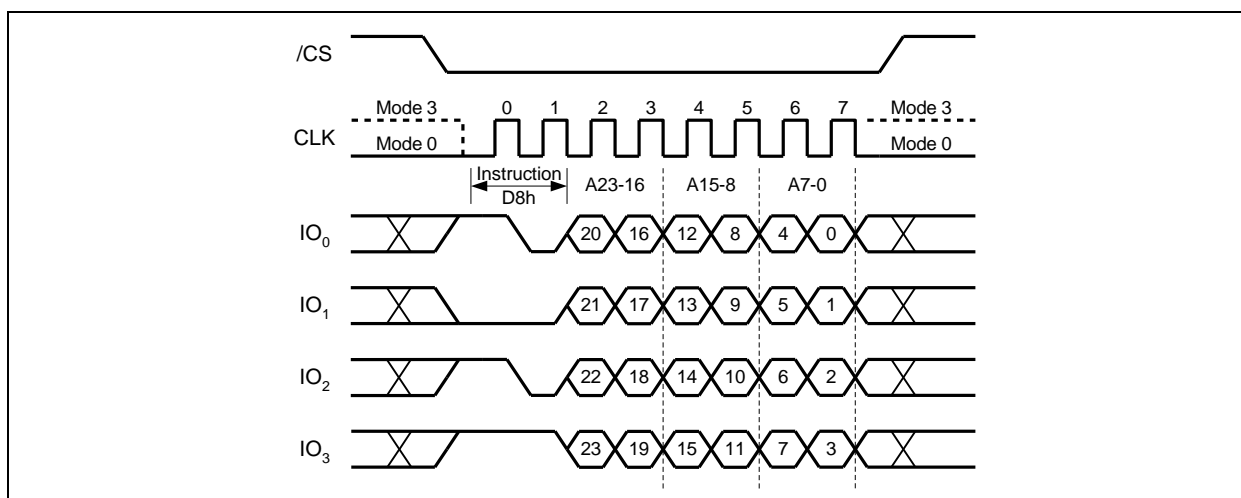 /CS
Mode 3 0 1 2 3 4 5 6 7 Mode 3
CLK
Mode 0 Mode 0
Instruction A23-16 A15-8 A7-0
D8h
IO0 20 16 12 8 4 0
IO1 21 17 13 9 5 1
IO2 22 18 14 10 6 2
IO3 23 19 15 11 7 3